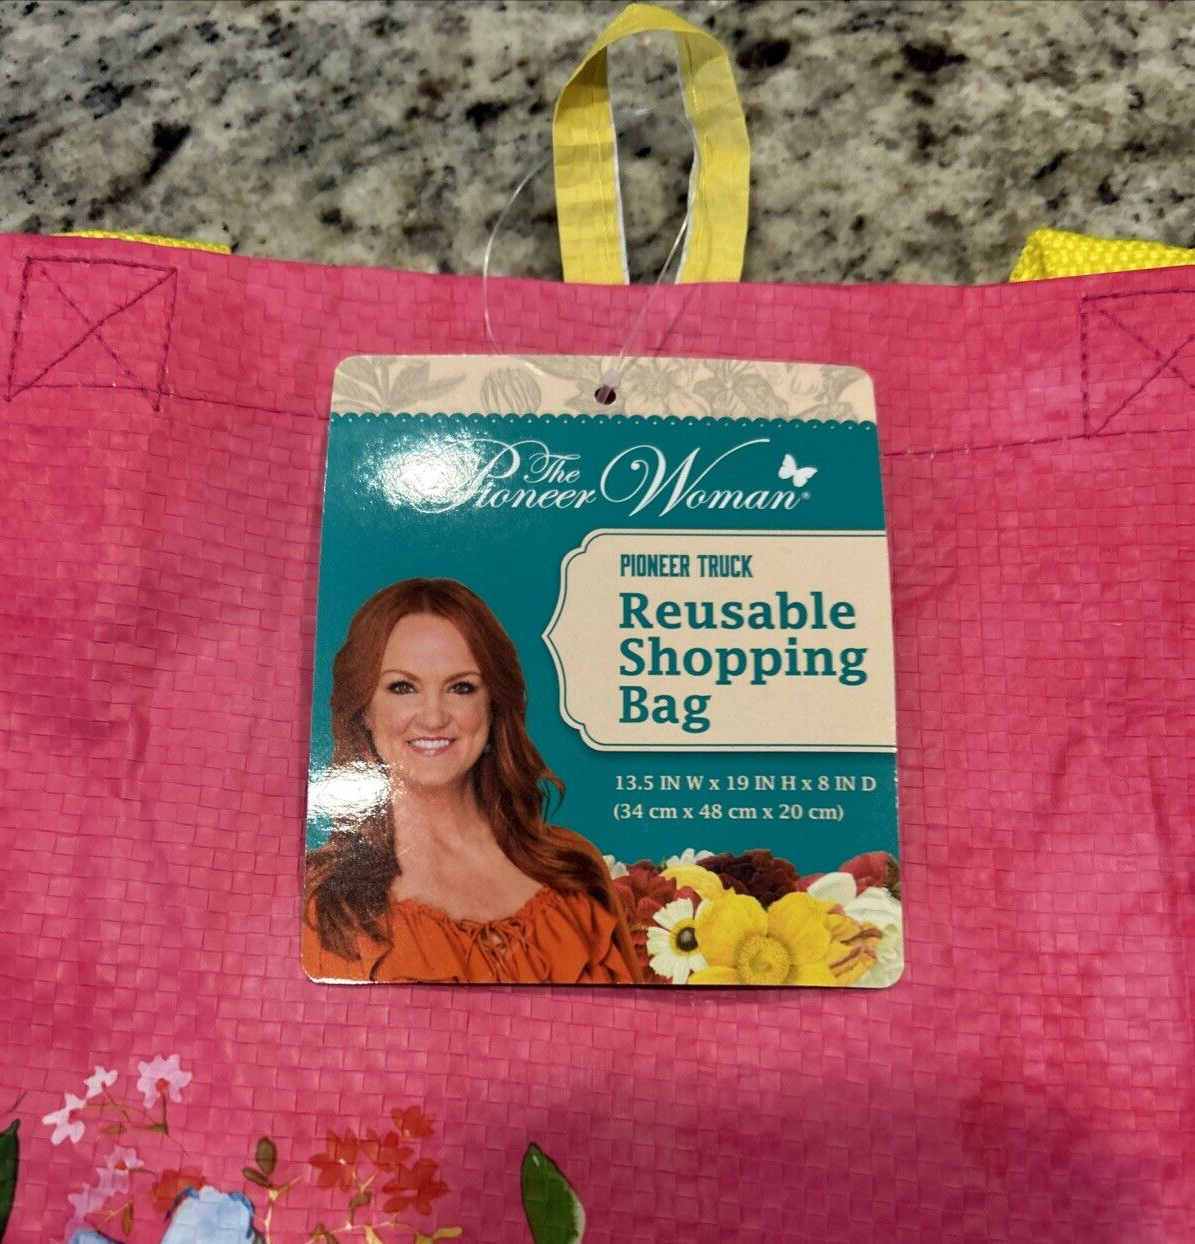 The Pioneer Woman®
PIONEER TRUCK
Reusable
Shopping
Bag
13.5 IN W x 19 IN H x 8 IN D
(34 cm x 48 cm x 20 cm)